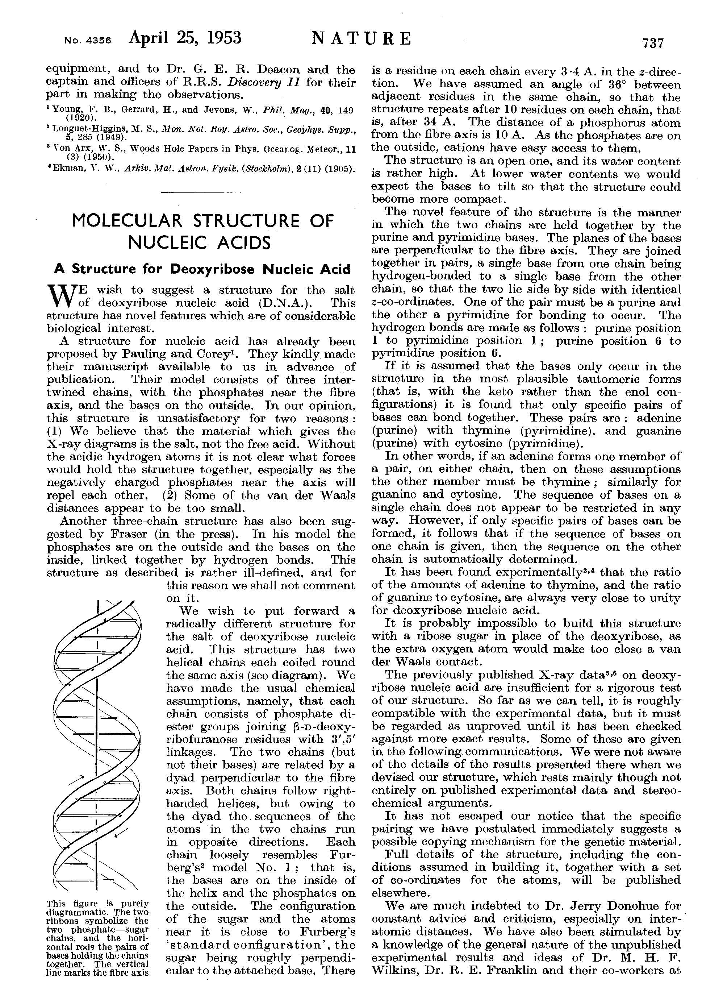 No. 4356 April 25, 1953 NATURE 737
equipment, and to Dr. G. E. R. Deacon and the
captain and officers of R.R.S. Discovery II for their
part in making the observations.
¹ Young, F. B., Gerrard, H., and Jevons, W., Phil. Mag., 40, 149
(1920).
² Longuet-Higgins, M. S., Mon. Not. Roy. Astro. Soc., Geophys. Supp.,
5, 285 (1949).
³ Von Arx, W. S., Woods Hole Papers in Phys. Ocearog. Meteor., 11
(3) (1950).
⁴ Ekman, V. W., Arkiv. Mat. Astron. Fysik. (Stockholm), 2 (11) (1905).
MOLECULAR STRUCTURE OF
NUCLEIC ACIDS
A Structure for Deoxyribose Nucleic Acid
WE wish to suggest a structure for the salt
of deoxyribose nucleic acid (D.N.A.). This
structure has novel features which are of considerable
biological interest.
A structure for nucleic acid has already been
proposed by Pauling and Corey¹. They kindly made
their manuscript available to us in advance of
publication. Their model consists of three inter-
twined chains, with the phosphates near the fibre
axis, and the bases on the outside. In our opinion,
this structure is unsatisfactory for two reasons :
(1) We believe that the material which gives the
X-ray diagrams is the salt, not the free acid. Without
the acidic hydrogen atoms it is not clear what forces
would hold the structure together, especially as the
negatively charged phosphates near the axis will
repel each other. (2) Some of the van der Waals
distances appear to be too small.
Another three-chain structure has also been sug-
gested by Fraser (in the press). In his model the
phosphates are on the outside and the bases on the
inside, linked together by hydrogen bonds. This
structure as described is rather ill-defined, and for
this reason we shall not comment
on it.
We wish to put forward a
radically different structure for
the salt of deoxyribose nucleic
acid. This structure has two
helical chains each coiled round
the same axis (see diagram). We
have made the usual chemical
assumptions, namely, that each
chain consists of phosphate di-
ester groups joining β-D-deoxy-
ribofuranose residues with 3′,5′
linkages. The two chains (but
not their bases) are related by a
dyad perpendicular to the fibre
axis. Both chains follow right-
handed helices, but owing to
the dyad the sequences of the
atoms in the two chains run
in opposite directions. Each
chain loosely resembles Fur-
berg's² model No. 1 ; that is,
the bases are on the inside of
the helix and the phosphates on
the outside. The configuration
of the sugar and the atoms
near it is close to Furberg's
'standard configuration', the
sugar being roughly perpendi-
cular to the attached base. There
This figure is purely
diagrammatic. The two
ribbons symbolize the
two phosphate—sugar
chains, and the hori-
zontal rods the pairs of
bases holding the chains
together. The vertical
line marks the fibre axis
is a residue on each chain every 3·4 A. in the z-direc-
tion. We have assumed an angle of 36° between
adjacent residues in the same chain, so that the
structure repeats after 10 residues on each chain, that
is, after 34 A. The distance of a phosphorus atom
from the fibre axis is 10 A. As the phosphates are on
the outside, cations have easy access to them.
The structure is an open one, and its water content
is rather high. At lower water contents we would
expect the bases to tilt so that the structure could
become more compact.
The novel feature of the structure is the manner
in which the two chains are held together by the
purine and pyrimidine bases. The planes of the bases
are perpendicular to the fibre axis. They are joined
together in pairs, a single base from one chain being
hydrogen-bonded to a single base from the other
chain, so that the two lie side by side with identical
z-co-ordinates. One of the pair must be a purine and
the other a pyrimidine for bonding to occur. The
hydrogen bonds are made as follows : purine position
1 to pyrimidine position 1 ; purine position 6 to
pyrimidine position 6.
If it is assumed that the bases only occur in the
structure in the most plausible tautomeric forms
(that is, with the keto rather than the enol con-
figurations) it is found that only specific pairs of
bases can bond together. These pairs are : adenine
(purine) with thymine (pyrimidine), and guanine
(purine) with cytosine (pyrimidine).
In other words, if an adenine forms one member of
a pair, on either chain, then on these assumptions
the other member must be thymine ; similarly for
guanine and cytosine. The sequence of bases on a
single chain does not appear to be restricted in any
way. However, if only specific pairs of bases can be
formed, it follows that if the sequence of bases on
one chain is given, then the sequence on the other
chain is automatically determined.
It has been found experimentally³,⁴ that the ratio
of the amounts of adenine to thymine, and the ratio
of guanine to cytosine, are always very close to unity
for deoxyribose nucleic acid.
It is probably impossible to build this structure
with a ribose sugar in place of the deoxyribose, as
the extra oxygen atom would make too close a van
der Waals contact.
The previously published X-ray data⁵,⁶ on deoxy-
ribose nucleic acid are insufficient for a rigorous test
of our structure. So far as we can tell, it is roughly
compatible with the experimental data, but it must
be regarded as unproved until it has been checked
against more exact results. Some of these are given
in the following communications. We were not aware
of the details of the results presented there when we
devised our structure, which rests mainly though not
entirely on published experimental data and stereo-
chemical arguments.
It has not escaped our notice that the specific
pairing we have postulated immediately suggests a
possible copying mechanism for the genetic material.
Full details of the structure, including the con-
ditions assumed in building it, together with a set
of co-ordinates for the atoms, will be published
elsewhere.
We are much indebted to Dr. Jerry Donohue for
constant advice and criticism, especially on inter-
atomic distances. We have also been stimulated by
a knowledge of the general nature of the unpublished
experimental results and ideas of Dr. M. H. F.
Wilkins, Dr. R. E. Franklin and their co-workers at